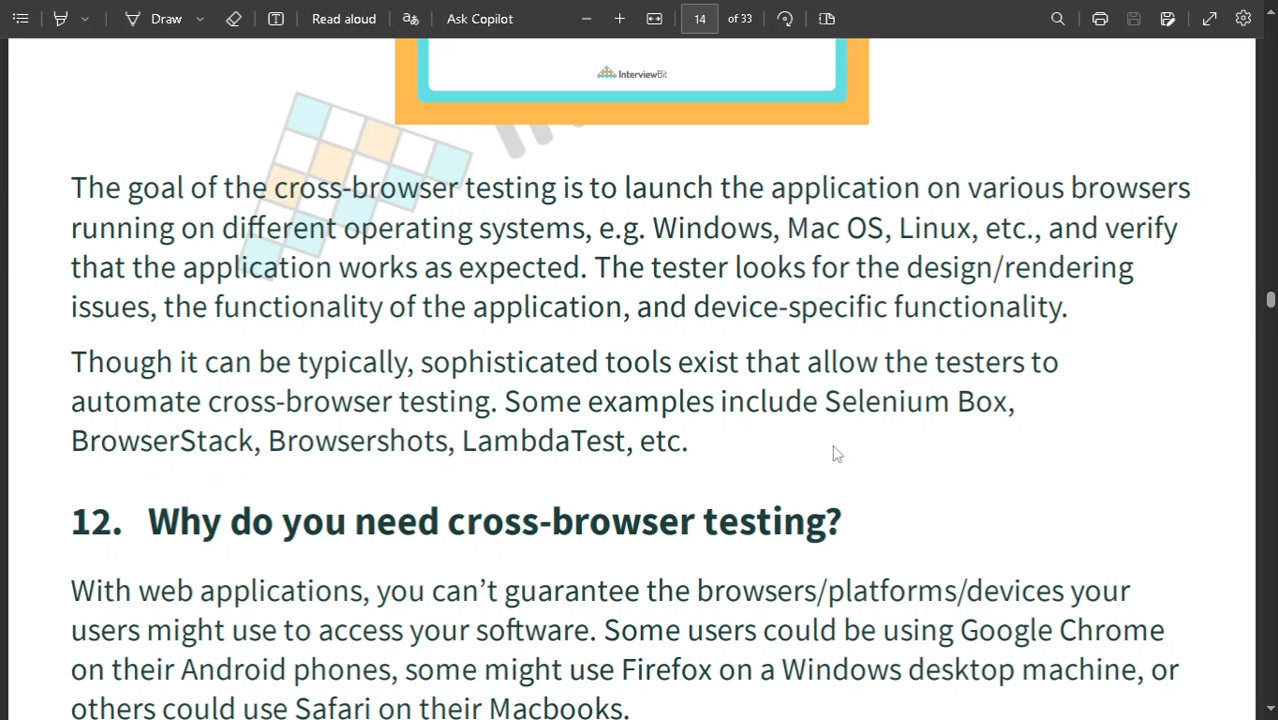 Draw
Read aloud
aあ
Ask Copilot
14
of 33
InterviewBit
The goal of the cross-browser testing is to launch the application on various browsers
running on different operating systems, e.g. Windows, Mac OS, Linux, etc., and verify
that the application works as expected. The tester looks for the design/rendering
issues, the functionality of the application, and device-specific functionality.
Though it can be typically, sophisticated tools exist that allow the testers to
automate cross-browser testing. Some examples include Selenium Box,
BrowserStack, Browsershots, LambdaTest, etc.
12. Why do you need cross-browser testing?
With web applications, you can’t guarantee the browsers/platforms/devices your
users might use to access your software. Some users could be using Google Chrome
on their Android phones, some might use Firefox on a Windows desktop machine, or
others could use Safari on their Macbooks.